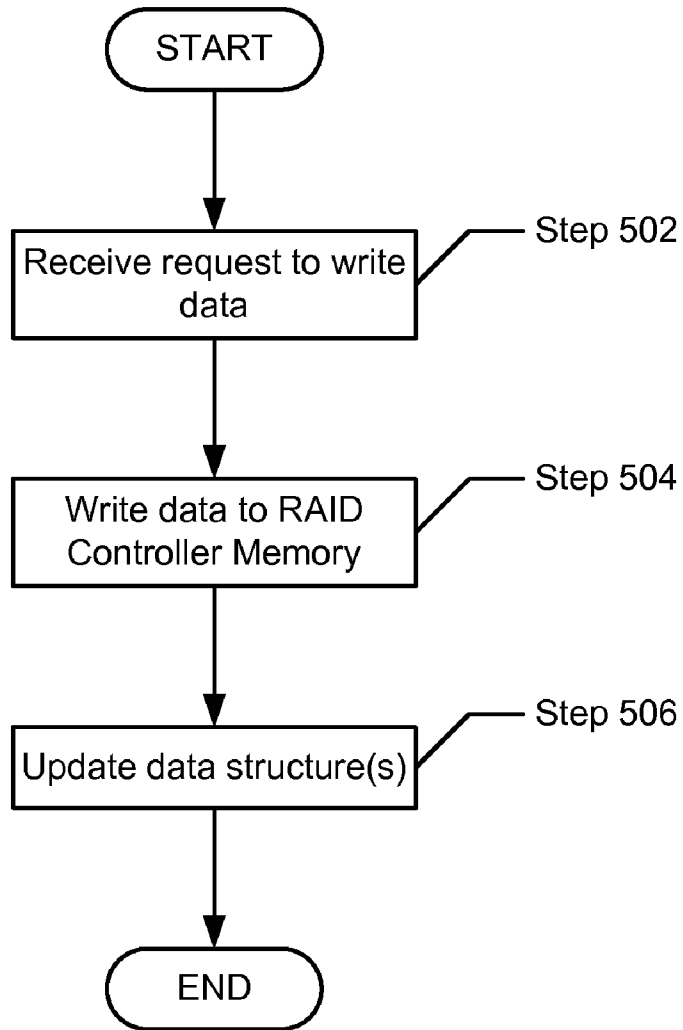 START
Step 502
Receive request to write
data
Step 504
Write data to RAID
Controller Memory
Step 506
Update data structure(s)
END